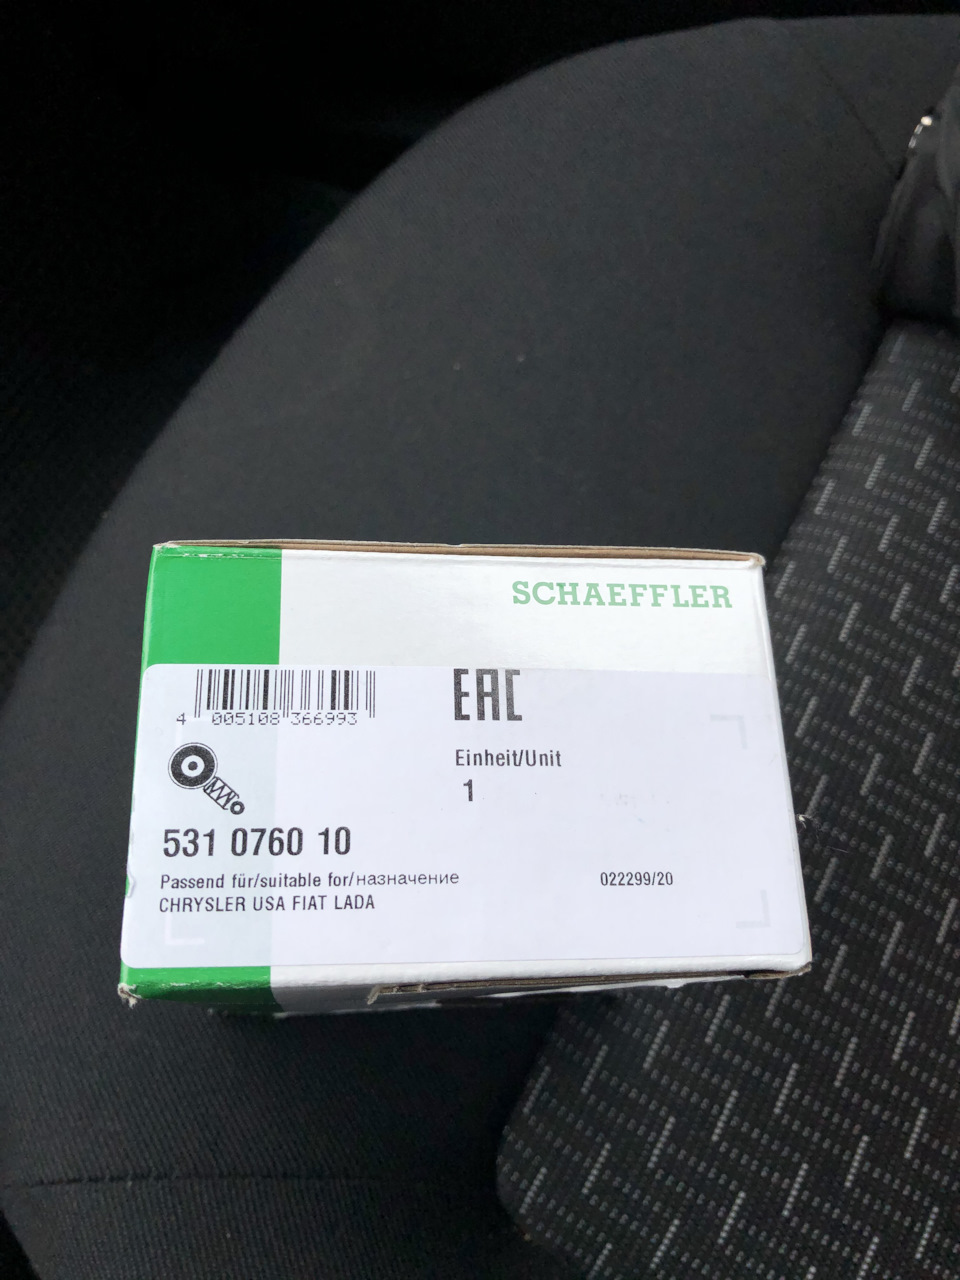 SCHAEFFLER
EAC
4 005108 366993
Einheit/Unit
1
531 0760 10
Passend für/suitable for/назначение
022299/20
CHRYSLER USA FIAT LADA